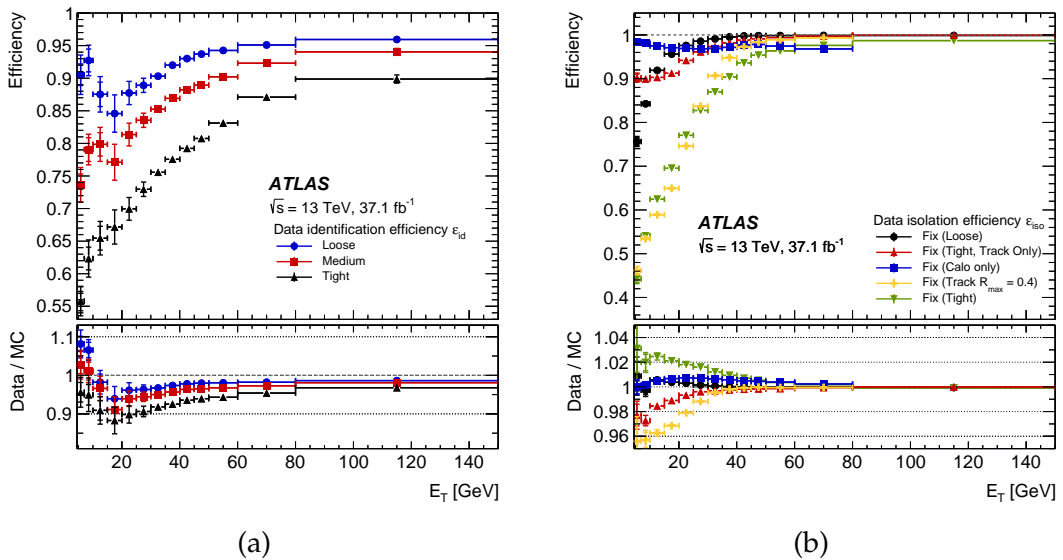 0.95
0.9
0.85
0.8
0.75
0.7
0.65
0.6
0.55
Efficiency
ATLAS
√s = 13 TeV, 37.1 fb-1
Data identification efficiency εid
Loose
Medium
Tight
1.1
1
0.9
Data / MC
20 40 60 80 100 120 140
ET [GeV]
(a)
1
0.9
0.8
0.7
0.6
0.5
0.4
Efficiency
ATLAS
√s = 13 TeV, 37.1 fb-1
Data isolation efficiency εiso
Fix (Loose)
Fix (Tight, Track Only)
Fix (Calo only)
Fix (Track Rmax = 0.4)
Fix (Tight)
1.04
1.02
1
0.98
0.96
Data / MC
20 40 60 80 100 120 140
ET [GeV]
(b)